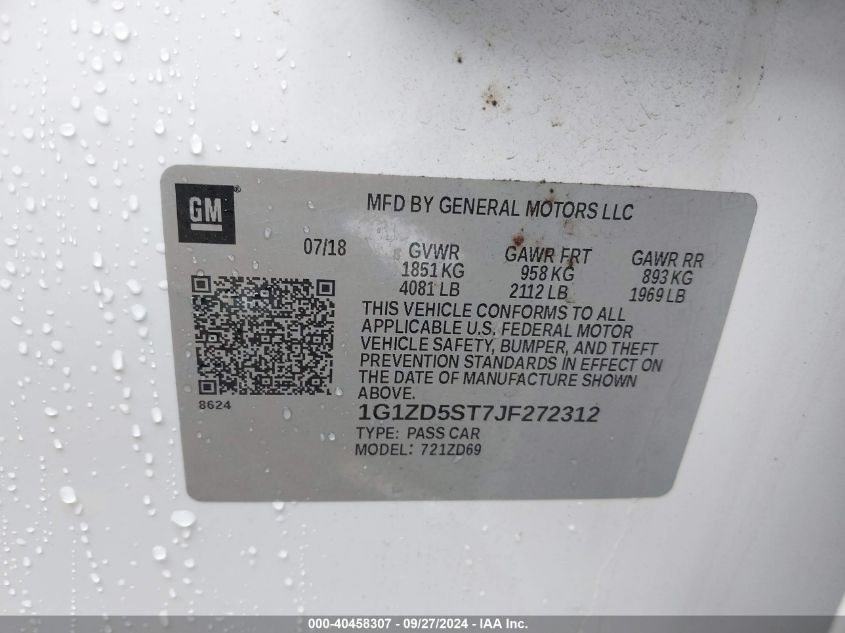 GM ®
MFD BY GENERAL MOTORS LLC
07/18 GVWR GAWR FRT GAWR RR
1851 KG 958 KG 893 KG
4081 LB 2112 LB 1969 LB
THIS VEHICLE CONFORMS TO ALL
APPLICABLE U.S. FEDERAL MOTOR
VEHICLE SAFETY, BUMPER, AND THEFT
PREVENTION STANDARDS IN EFFECT ON
THE DATE OF MANUFACTURE SHOWN
ABOVE.
8624
1G1ZD5ST7JF272312
TYPE: PASS CAR
MODEL: 721ZD69
000-40458307 - 09/27/2024 - IAA Inc.